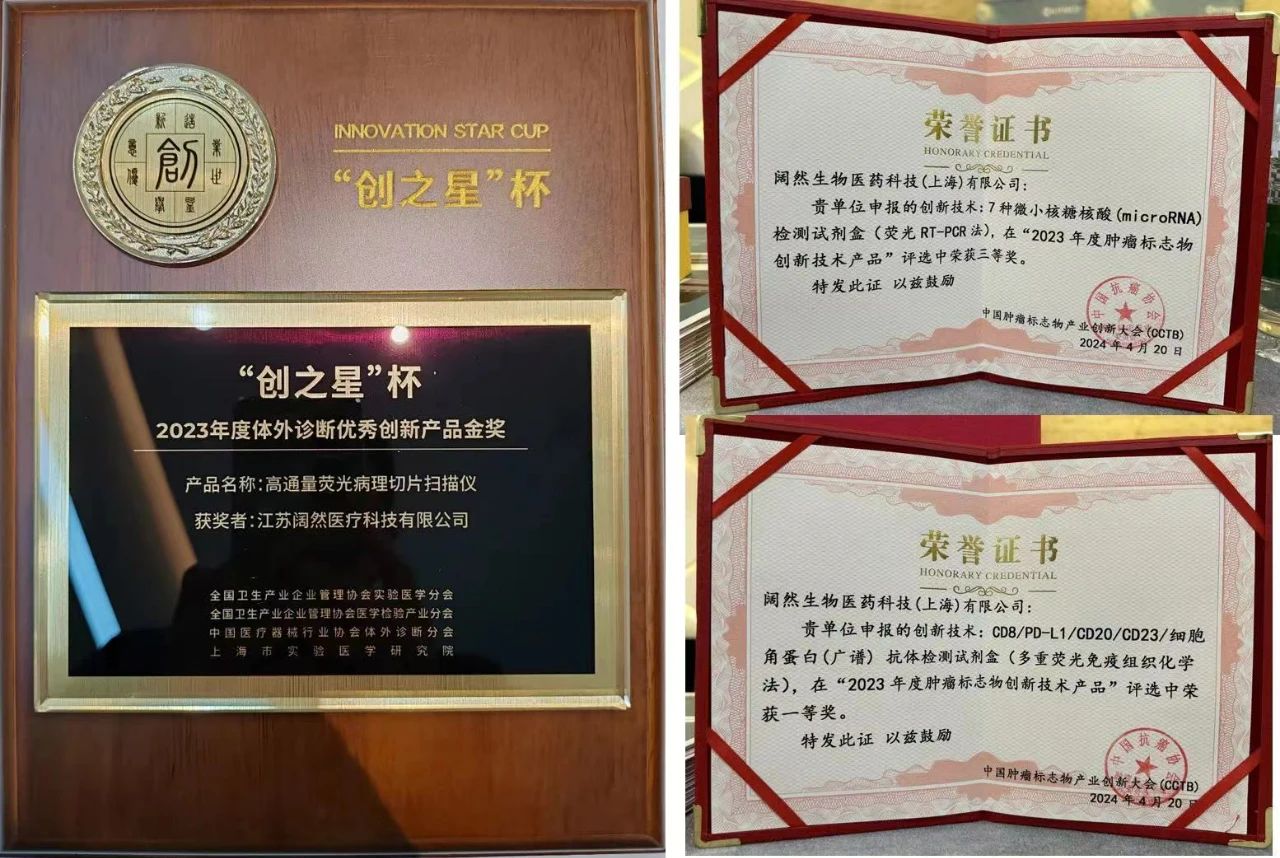 創
INNOVATION STAR CUP
“创之星”杯
“创之星”杯
2023年度体外诊断优秀创新产品金奖
产品名称:高通量荧光病理切片扫描仪
获奖者:江苏阔然医疗科技有限公司
全国卫生产业企业管理协会实验医学分会
全国卫生产业企业管理协会医学检验产业分会
中国医疗器械行业协会体外诊断分会
上海市实验医学研究院
荣誉证书
HONORARY CREDENTIAL
阔然生物医药科技(上海)有限公司:
贵单位申报的创新技术:7种微小核糖核酸(microRNA)
检测试剂盒(荧光RT-PCR法),在“2023年度肿瘤标志物
创新技术产品”评选中荣获三等奖。
特发此证 以兹鼓励
中国抗癌协会
中国肿瘤标志物产业创新大会(CCTB)
2024年4月20日
荣誉证书
HONORARY CREDENTIAL
阔然生物医药科技(上海)有限公司:
贵单位申报的创新技术:CD8/PD-L1/CD20/CD23/细胞
角蛋白(广谱)抗体检测试剂盒(多重荧光免疫组织化学
法),在“2023年度肿瘤标志物创新技术产品”评选中荣
获一等奖。
特发此证 以兹鼓励
中国抗癌协会
中国肿瘤标志物产业创新大会(CCTB)
2024年4月20日